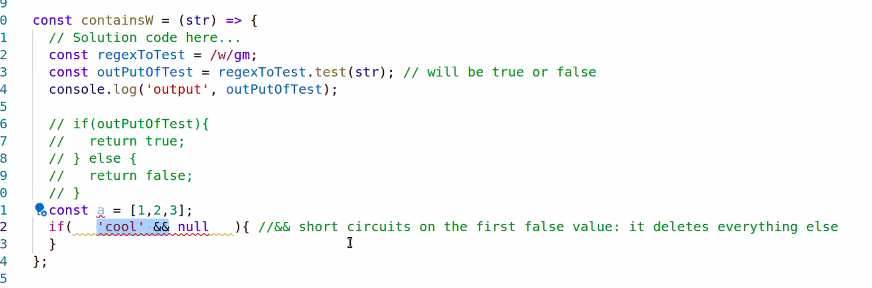 9
0 const containsW = (str) => {
1 // Solution code here...
2 const regexToTest = /w/gm;
3 const outPutOfTest = regexToTest.test(str); // will be true or false
4 console.log('output', outPutOfTest);
5
6 // if(outPutOfTest){
7 //   return true;
8 // } else {
9 //   return false;
0 // }
1 const a = [1,2,3];
2 if(   'cool' && null   ){ //&& short circuits on the first false value: it deletes everything else
3 }
4 };
5